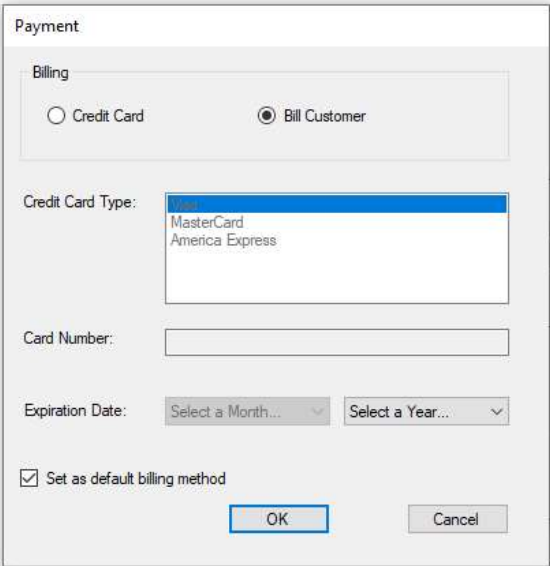 Payment
Billing
Credit Card
Bill Customer
Credit Card Type:
Visa
MasterCard
America Express
Card Number:
Expiration Date:
Select a Month...
Select a Year...
Set as default billing method
OK
Cancel